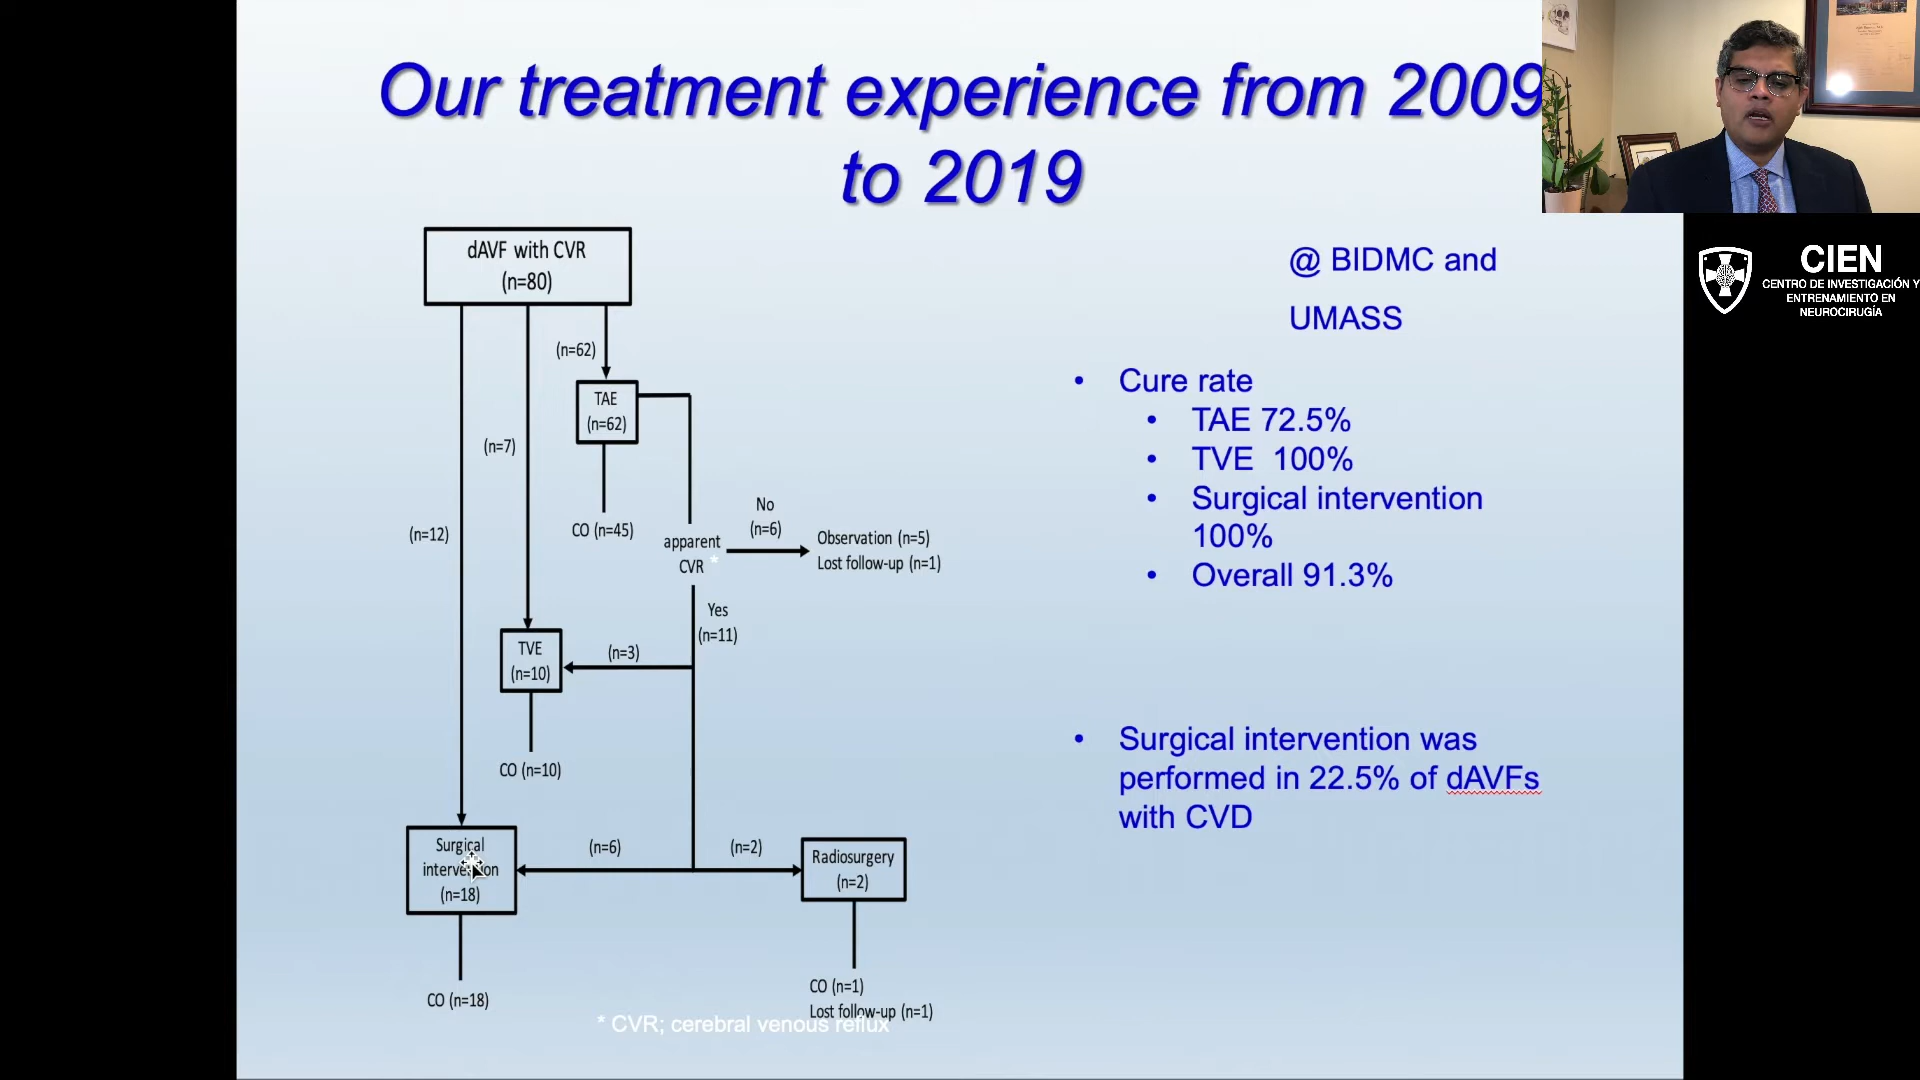 Our treatment experience from 2009
to 2019
dAVF with CVR
(n=80)
(n=62)
TAE
(n=62)
(n=7)
(n=12)
CO (n=45)
apparent
CVR *
No
(n=6)
Observation (n=5)
Lost follow-up (n=1)
Yes
(n=11)
TVE
(n=10)
(n=3)
CO (n=10)
Surgical
intervention
(n=18)
(n=6)
(n=2)
Radiosurgery
(n=2)
CO (n=18)
CO (n=1)
Lost follow-up (n=1)
* CVR; cerebral venous reflux
@ BIDMC and
UMASS
• Cure rate
• TAE 72.5%
• TVE 100%
• Surgical intervention
100%
• Overall 91.3%
• Surgical intervention was
performed in 22.5% of dAVFs
with CVD
CIEN
CENTRO DE INVESTIGACIÓN Y
ENTRENAMIENTO EN
NEUROCIRUGÍA